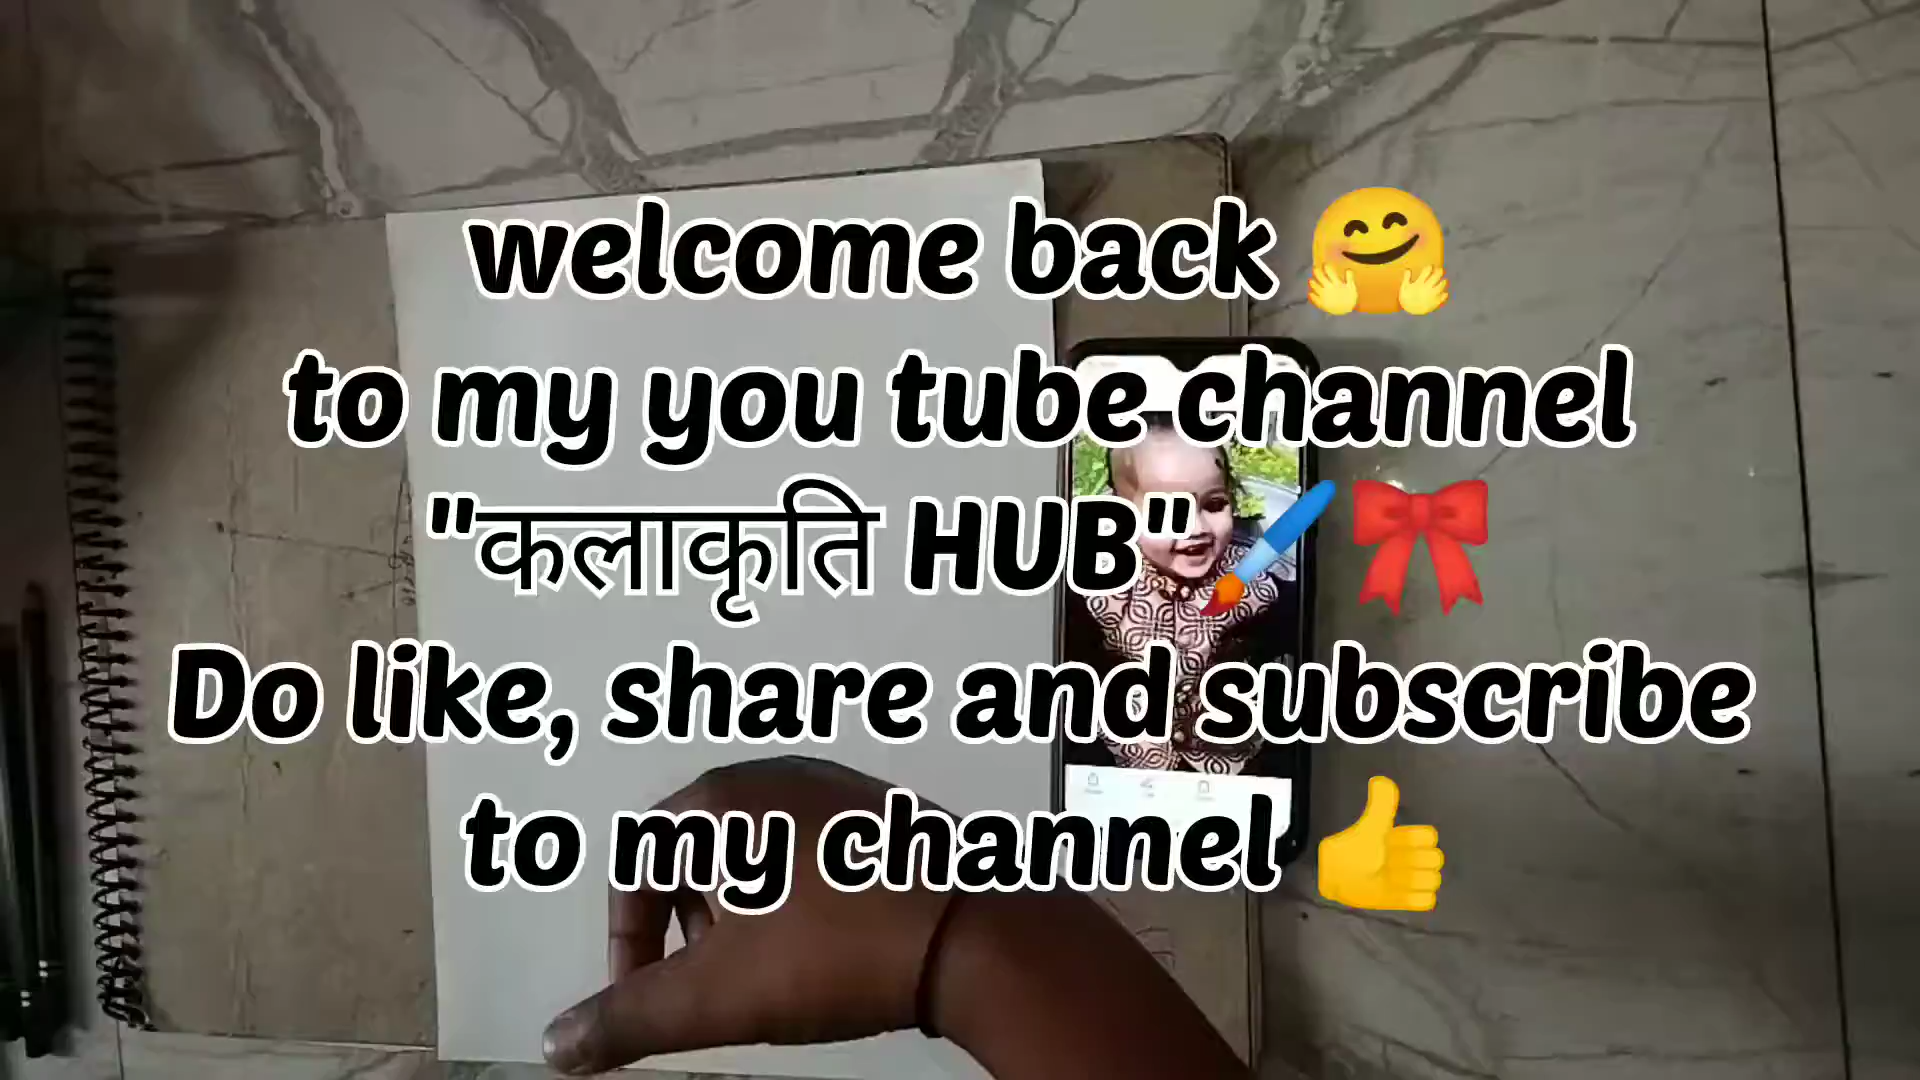 welcome back 🤗
to my you tube channel
"कलाकृति HUB" 🖌️🎀
Do like, share and subscribe
to my channel 👍